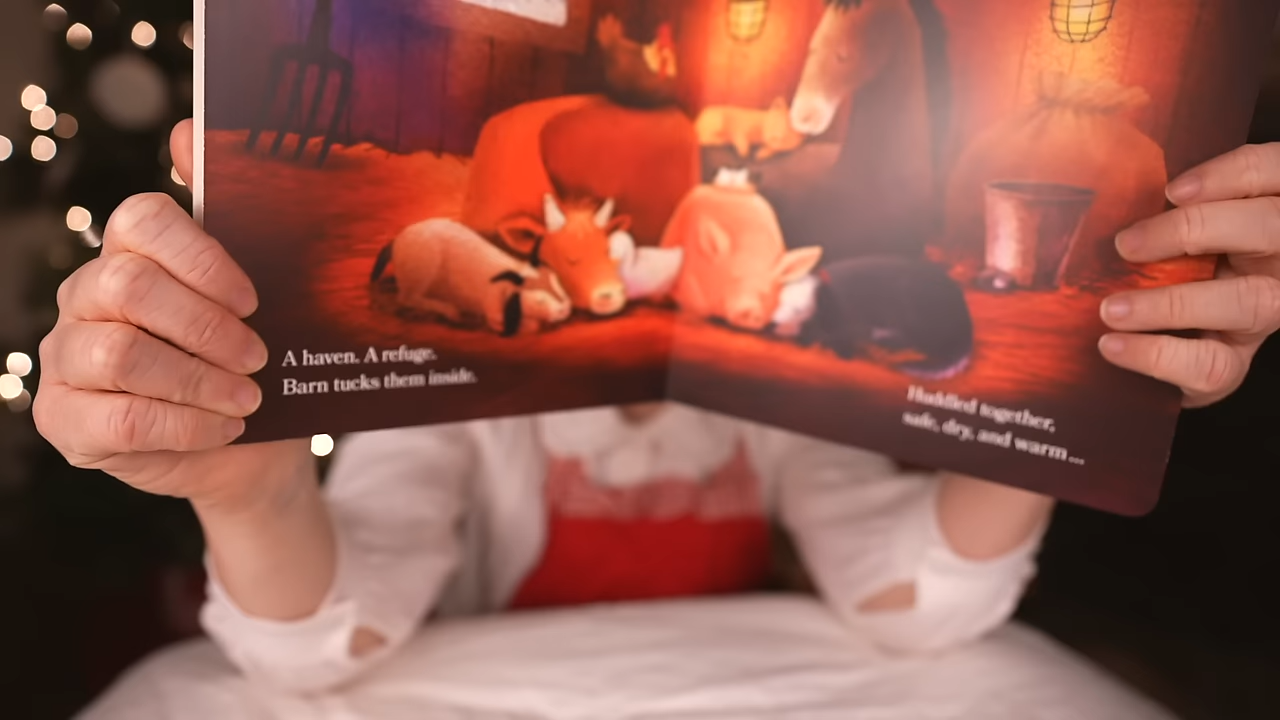 A haven. A refuge.
Barn tucks them inside.
Huddled together,
safe, dry, and warm...